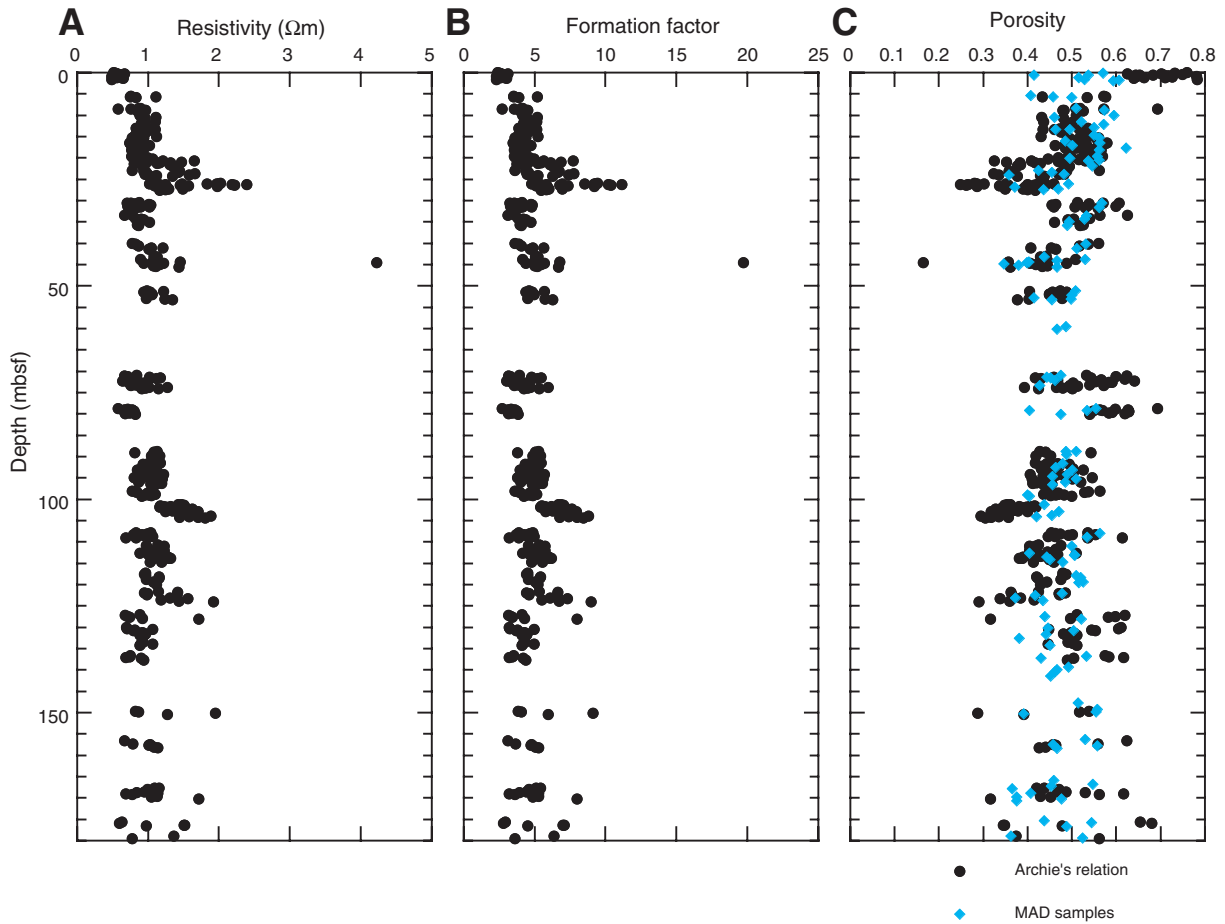 A Resistivity (Ωm)
0 1 2 3 4 5
B Formation factor
0 5 10 15 20 25
C Porosity
0 0.1 0.2 0.3 0.4 0.5 0.6 0.7 0.8
0
50
100
150
Depth (mbsf)
Archie's relation
MAD samples